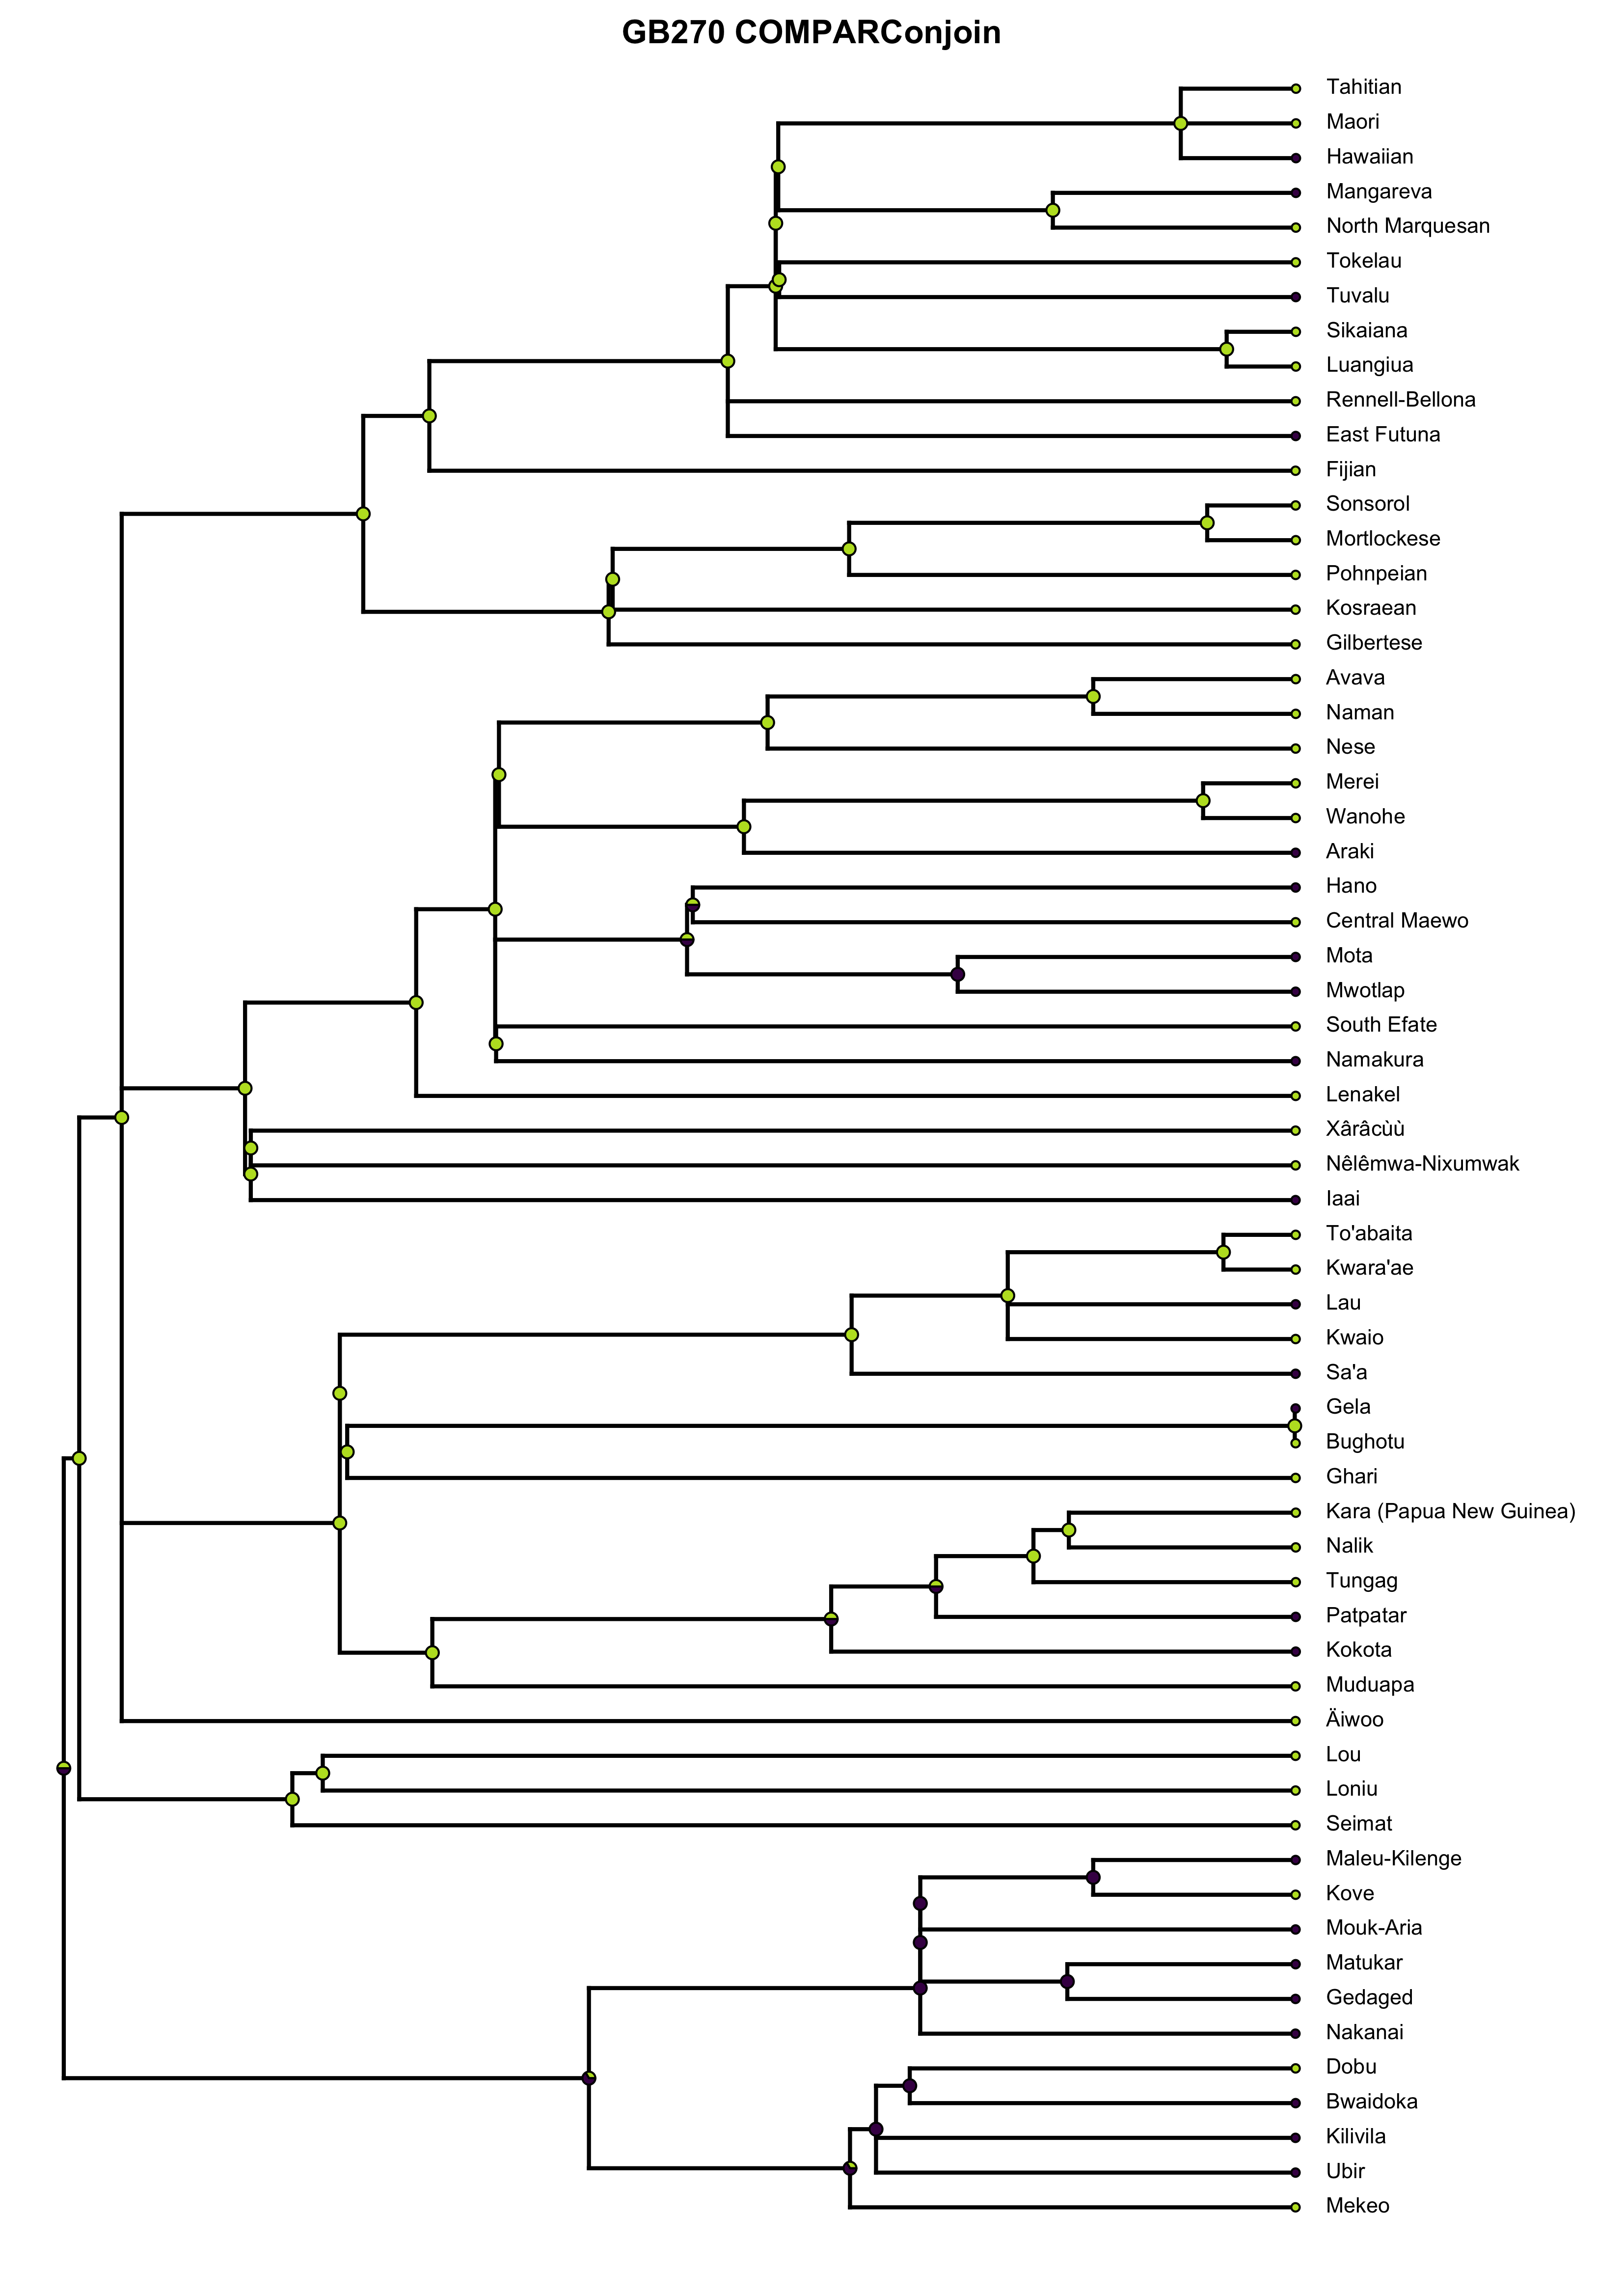 GB270 COMPARConjoin
Tahitian
Maori
Hawaiian
Mangareva
North Marquesan
Tokelau
Tuvalu
Sikaiana
Luangiua
Rennell-Bellona
East Futuna
Fijian
Sonsorol
Mortlockese
Pohnpeian
Kosraean
Gilbertese
Avava
Naman
Nese
Merei
Wanohe
Araki
Hano
Central Maewo
Mota
Mwotlap
South Efate
Namakura
Lenakel
Xârâcùù
Nêlêmwa-Nixumwak
Iaai
To'abaita
Kwara'ae
Lau
Kwaio
Sa'a
Gela
Bughotu
Ghari
Kara (Papua New Guinea)
Nalik
Tungag
Patpatar
Kokota
Muduapa
Äiwoo
Lou
Loniu
Seimat
Maleu-Kilenge
Kove
Mouk-Aria
Matukar
Gedaged
Nakanai
Dobu
Bwaidoka
Kilivila
Ubir
Mekeo